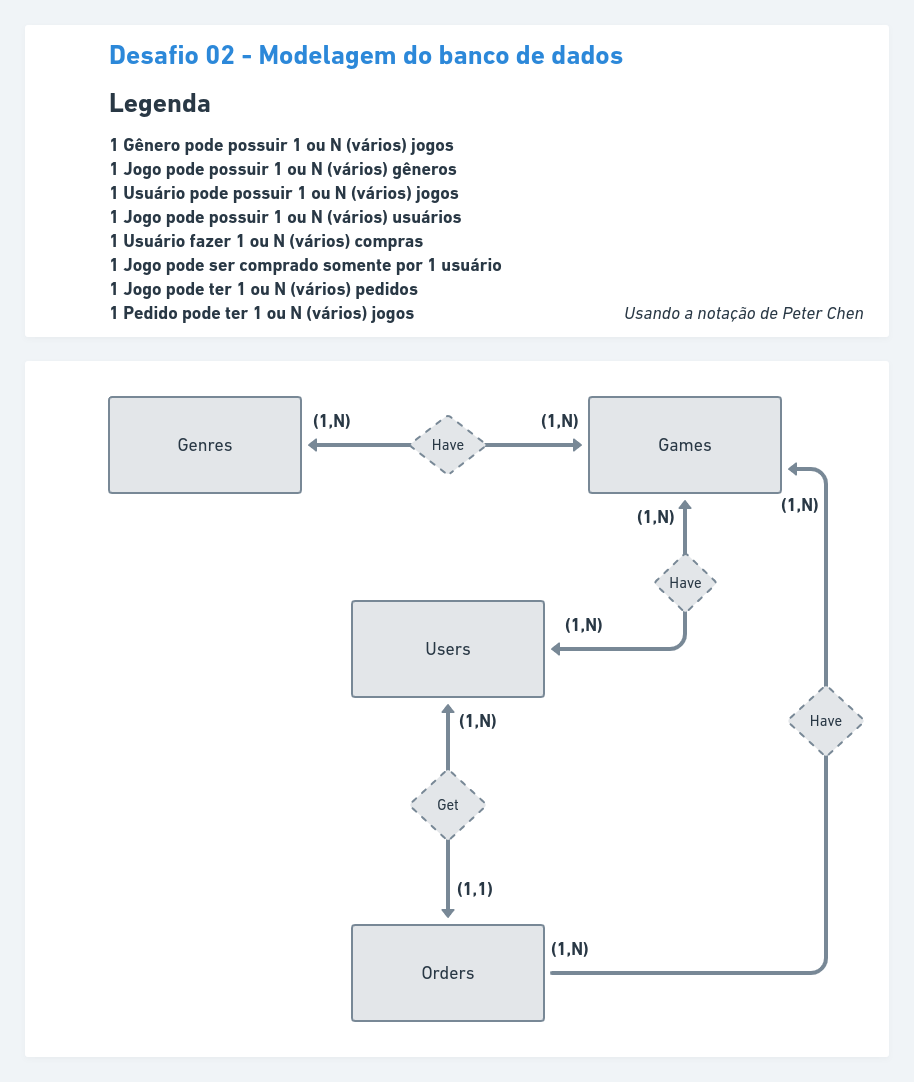 Desafio 02 - Modelagem do banco de dados
Legenda
1 Gênero pode possuir 1 ou N (vários) jogos
1 Jogo pode possuir 1 ou N (vários) gêneros
1 Usuário pode possuir 1 ou N (vários) jogos
1 Jogo pode possuir 1 ou N (vários) usuários
1 Usuário fazer 1 ou N (vários) compras
1 Jogo pode ser comprado somente por 1 usuário
1 Jogo pode ter 1 ou N (vários) pedidos
1 Pedido pode ter 1 ou N (vários) jogos
Usando a notação de Peter Chen
Genres
(1,N)
Have
(1,N)
Games
(1,N)
(1,N)
Have
(1,N)
Users
(1,N)
Have
Get
(1,1)
Orders
(1,N)